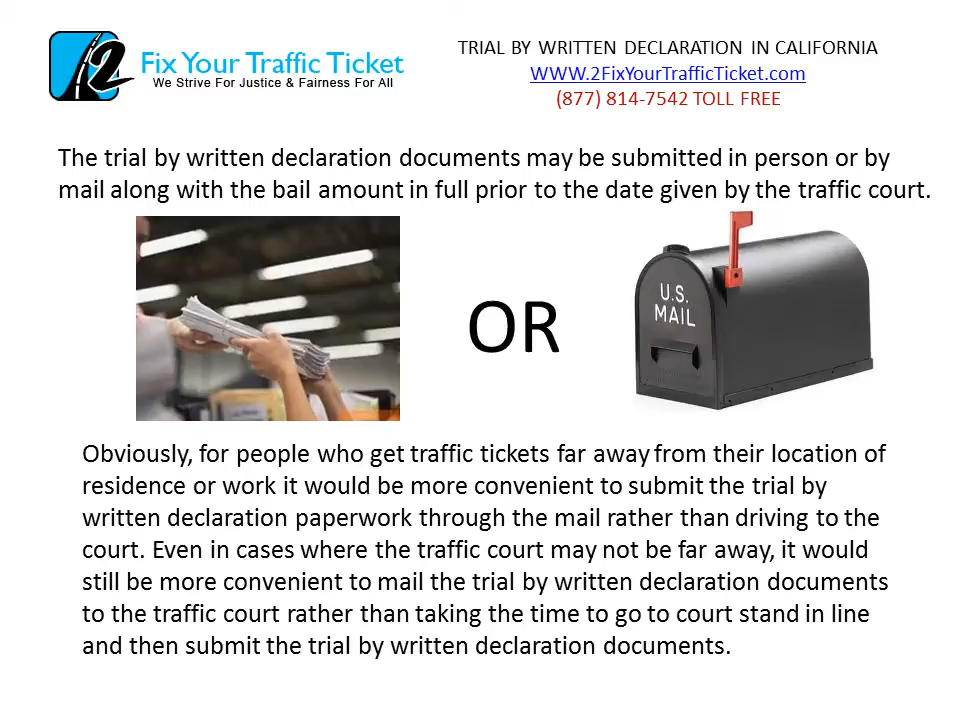 2
Fix Your Traffic Ticket
We Strive For Justice & Fairness For All
TRIAL BY WRITTEN DECLARATION IN CALIFORNIA
WWW.2FixYourTrafficTicket.com
(877) 814-7542 TOLL FREE
The trial by written declaration documents may be submitted in person or by
mail along with the bail amount in full prior to the date given by the traffic court.
OR
U.S.
MAIL
Obviously, for people who get traffic tickets far away from their location of
residence or work it would be more convenient to submit the trial by
written declaration paperwork through the mail rather than driving to the
court. Even in cases where the traffic court may not be far away, it would
still be more convenient to mail the trial by written declaration documents
to the traffic court rather than taking the time to go to court stand in line
and then submit the trial by written declaration documents.